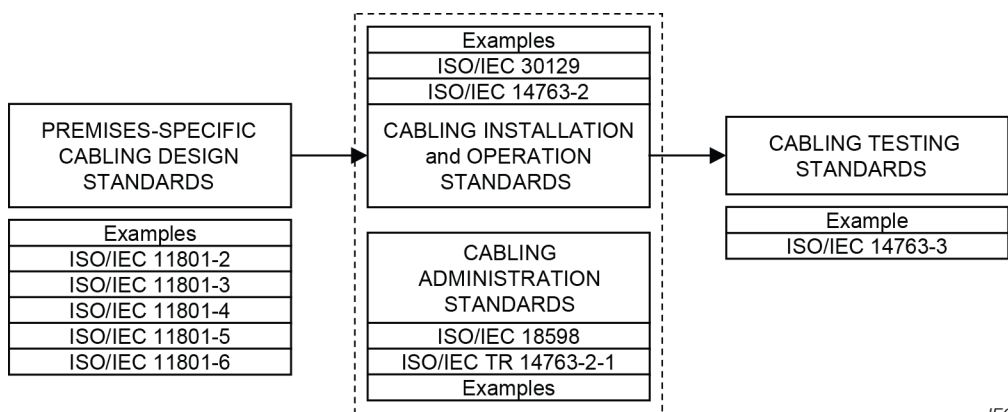 PREMISES-SPECIFIC
CABLING DESIGN
STANDARDS
Examples
ISO/IEC 11801-2
ISO/IEC 11801-3
ISO/IEC 11801-4
ISO/IEC 11801-5
ISO/IEC 11801-6
Examples
ISO/IEC 30129
ISO/IEC 14763-2
CABLING INSTALLATION
and OPERATION
STANDARDS
CABLING
ADMINISTRATION
STANDARDS
ISO/IEC 18598
ISO/IEC TR 14763-2-1
Examples
CABLING TESTING
STANDARDS
Example
ISO/IEC 14763-3